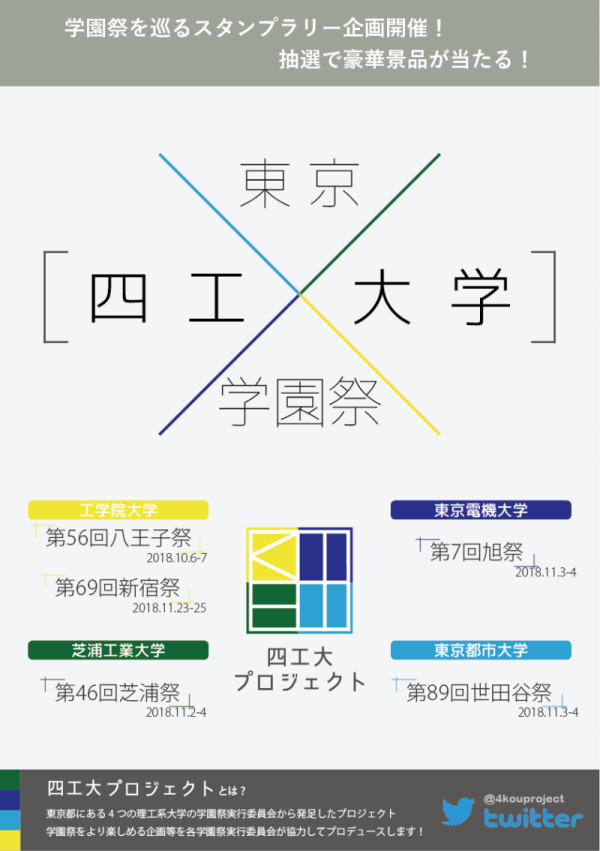 学園祭を巡るスタンプラリー企画開催！
抽選で豪華景品が当たる！
東京
四工大学
学園祭
工学院大学
『第56回八王子祭』
2018.10.6-7
『第69回新宿祭』
2018.11.23-25
芝浦工業大学
『第46回芝浦祭』
2018.11.2-4
四工大
プロジェクト
東京電機大学
『第7回旭祭』
2018.11.3-4
東京都市大学
『第89回世田谷祭』
2018.11.3-4
四工大プロジェクトとは？
東京都にある4つの理工系大学の学園祭実行委員会から発足したプロジェクト
学園祭をより楽しめる企画等を各学園祭実行委員会が協力してプロデュースします！
@4kouproject
twitter